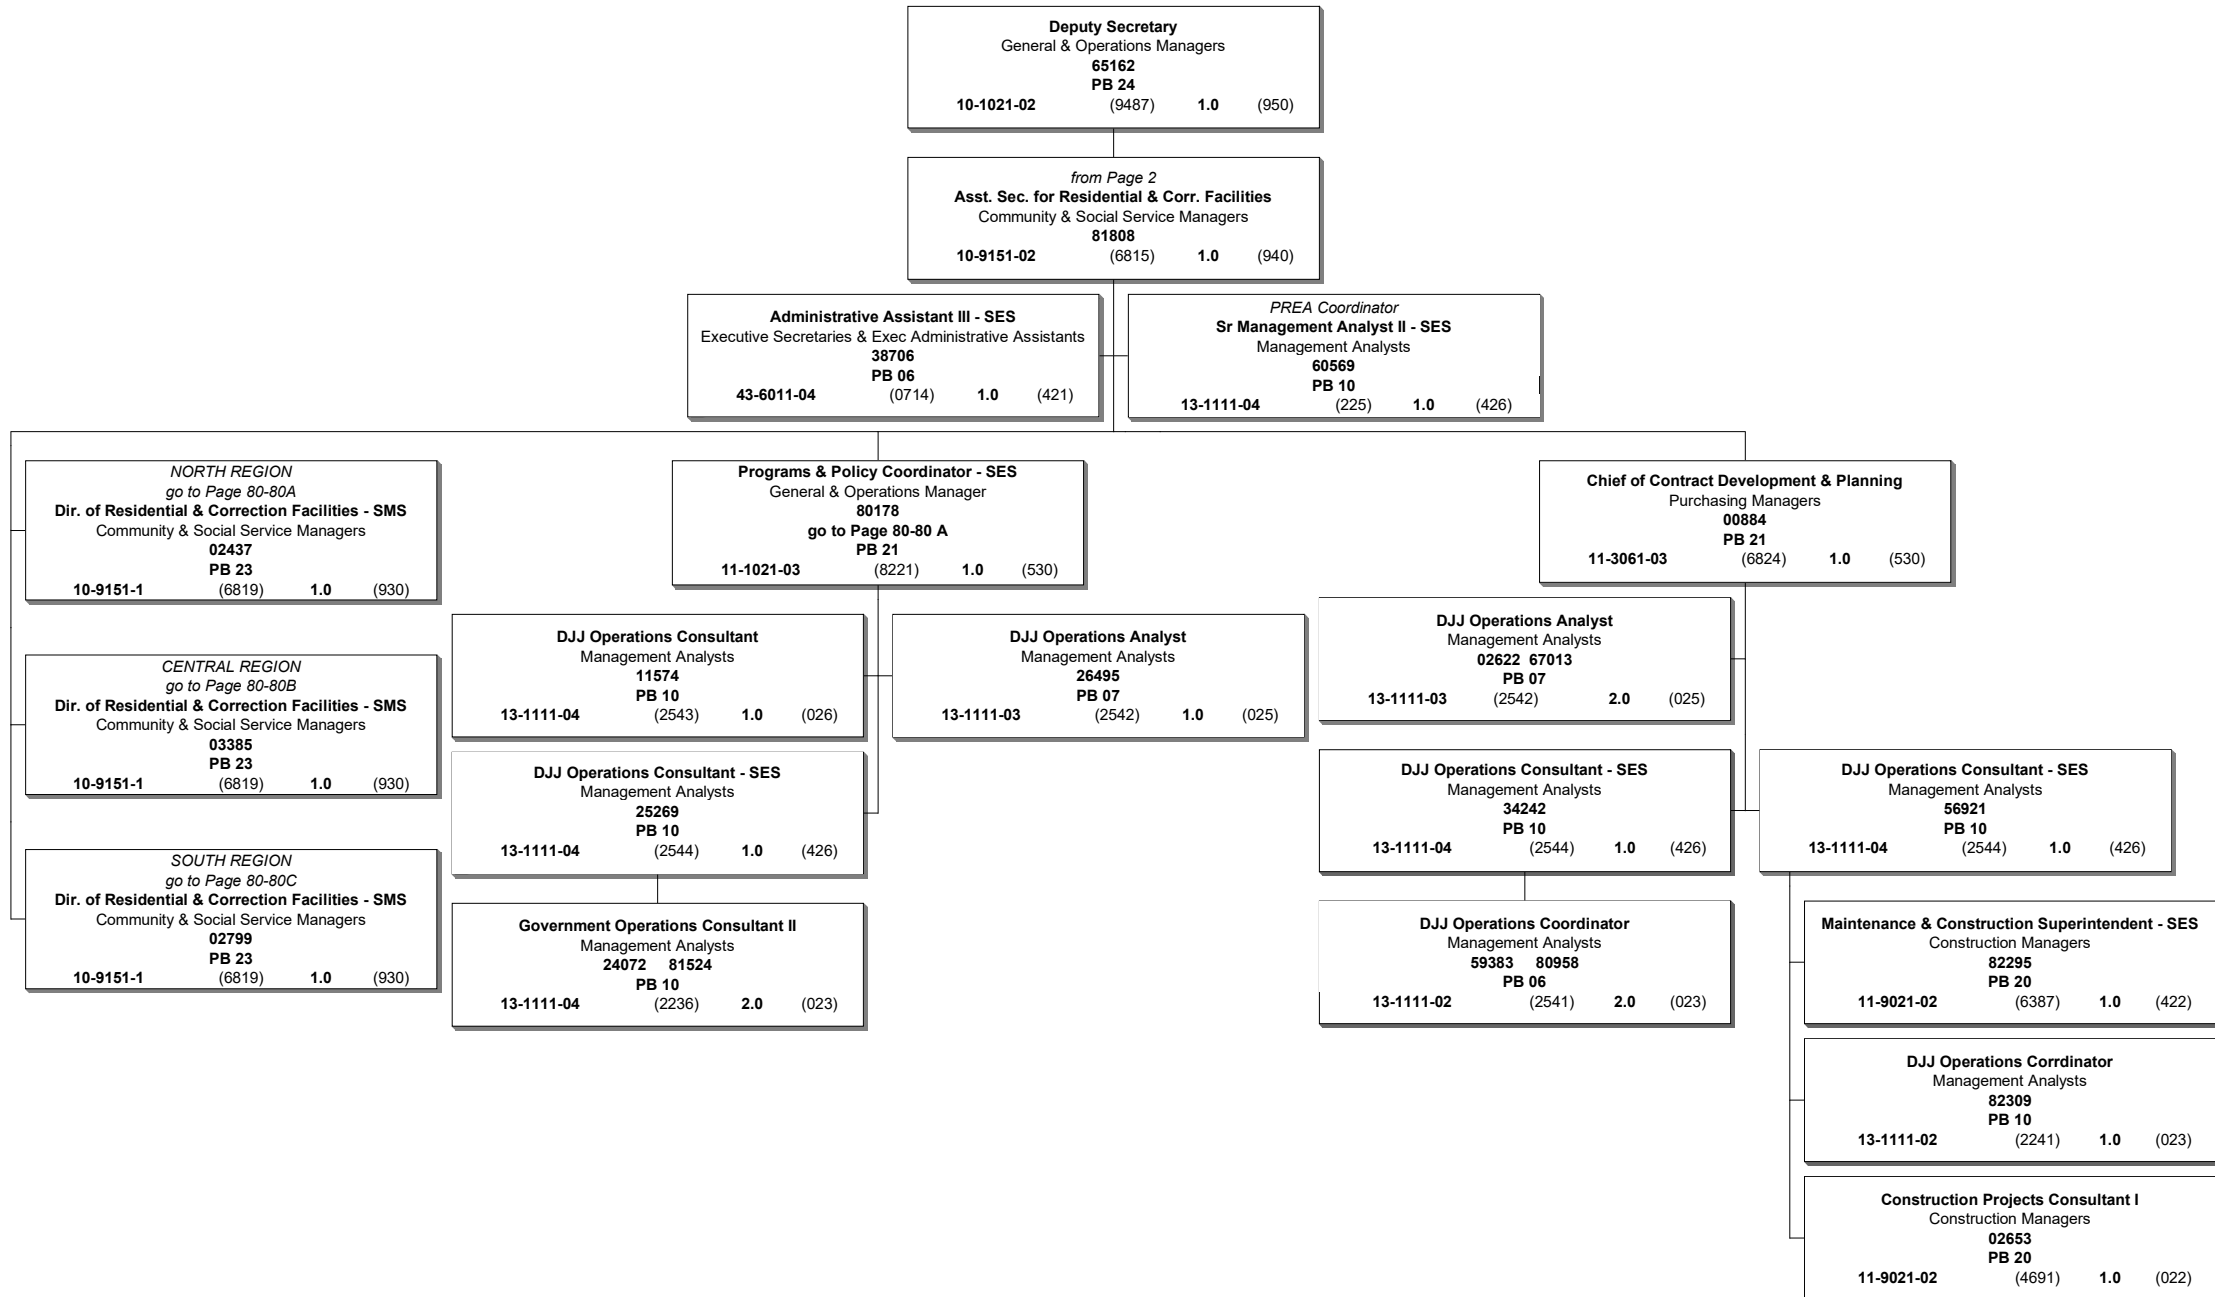 Deputy Secretary
General & Operations Managers
65162
PB 24
10-1021-02 (9487) 1.0 (950)
from Page 2
Asst. Sec. for Residential & Corr. Facilities
Community & Social Service Managers
81808
10-9151-02 (6815) 1.0 (940)
Administrative Assistant III - SES
Executive Secretaries & Exec Administrative Assistants
38706
PB 06
43-6011-04 (0714) 1.0 (421)
PREA Coordinator
Sr Management Analyst II - SES
Management Analysts
60569
PB 10
13-1111-04 (225) 1.0 (426)
NORTH REGION
go to Page 80-80A
Dir. of Residential & Correction Facilities - SMS
Community & Social Service Managers
02437
PB 23
10-9151-1 (6819) 1.0 (930)
CENTRAL REGION
go to Page 80-80B
Dir. of Residential & Correction Facilities - SMS
Community & Social Service Managers
03385
PB 23
10-9151-1 (6819) 1.0 (930)
SOUTH REGION
go to Page 80-80C
Dir. of Residential & Correction Facilities - SMS
Community & Social Service Managers
02799
PB 23
10-9151-1 (6819) 1.0 (930)
Programs & Policy Coordinator - SES
General & Operations Manager
80178
go to Page 80-80 A
PB 21
11-1021-03 (8221) 1.0 (530)
DJJ Operations Consultant
Management Analysts
11574
PB 10
13-1111-04 (2543) 1.0 (026)
DJJ Operations Analyst
Management Analysts
26495
PB 07
13-1111-03 (2542) 1.0 (025)
DJJ Operations Consultant - SES
Management Analysts
25269
PB 10
13-1111-04 (2544) 1.0 (426)
Government Operations Consultant II
Management Analysts
24072 81524
PB 10
13-1111-04 (2236) 2.0 (023)
Chief of Contract Development & Planning
Purchasing Managers
00884
PB 21
11-3061-03 (6824) 1.0 (530)
DJJ Operations Analyst
Management Analysts
02622 67013
PB 07
13-1111-03 (2542) 2.0 (025)
DJJ Operations Consultant - SES
Management Analysts
34242
PB 10
13-1111-04 (2544) 1.0 (426)
DJJ Operations Coordinator
Management Analysts
59383 80958
PB 06
13-1111-02 (2541) 2.0 (023)
DJJ Operations Consultant - SES
Management Analysts
56921
PB 10
13-1111-04 (2544) 1.0 (426)
Maintenance & Construction Superintendent - SES
Construction Managers
82295
PB 20
11-9021-02 (6387) 1.0 (422)
DJJ Operations Corrdinator
Management Analysts
82309
PB 10
13-1111-02 (2241) 1.0 (023)
Construction Projects Consultant I
Construction Managers
02653
PB 20
11-9021-02 (4691) 1.0 (022)